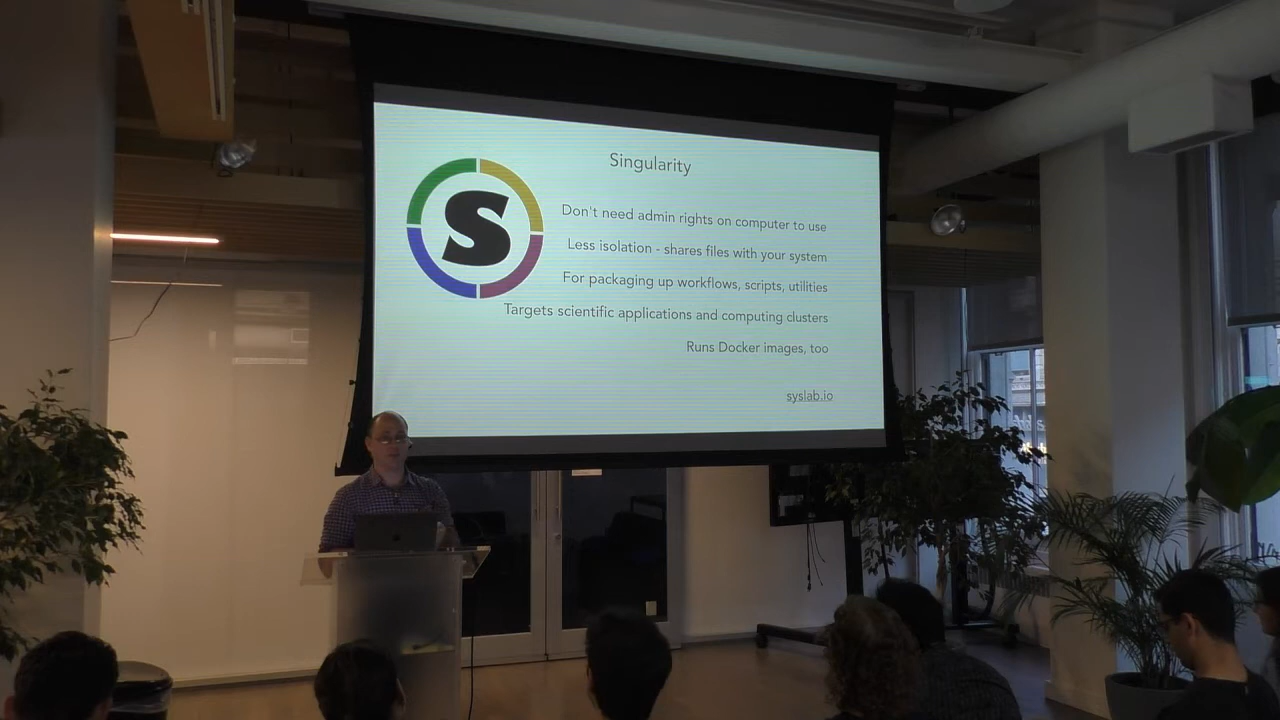 Singularity
S
Don't need admin rights on computer to use
Less isolation - shares files with your system
For packaging up workflows, scripts, utilities
Targets scientific applications and computing clusters
Runs Docker images, too
syslab.io